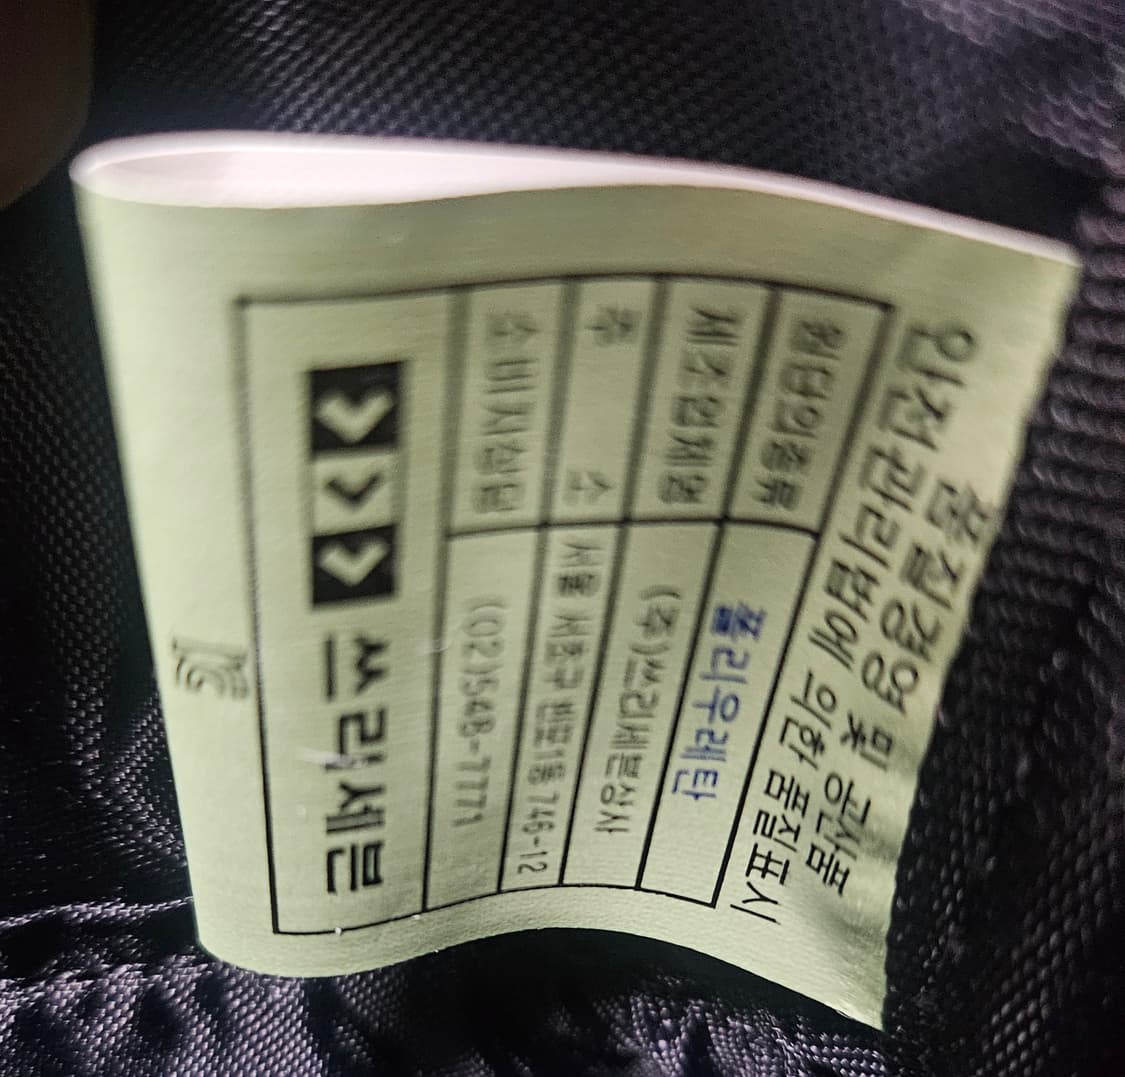 품질경영 및 공산품
안전관리법에 의한 품질표시
원단의종류 폴리우레탄
제조업체명 (주)쓰리세븐상사
주 소 서울 서초구 반포1동 746-12
소비자상담 (02)548-7771
쓰리세븐